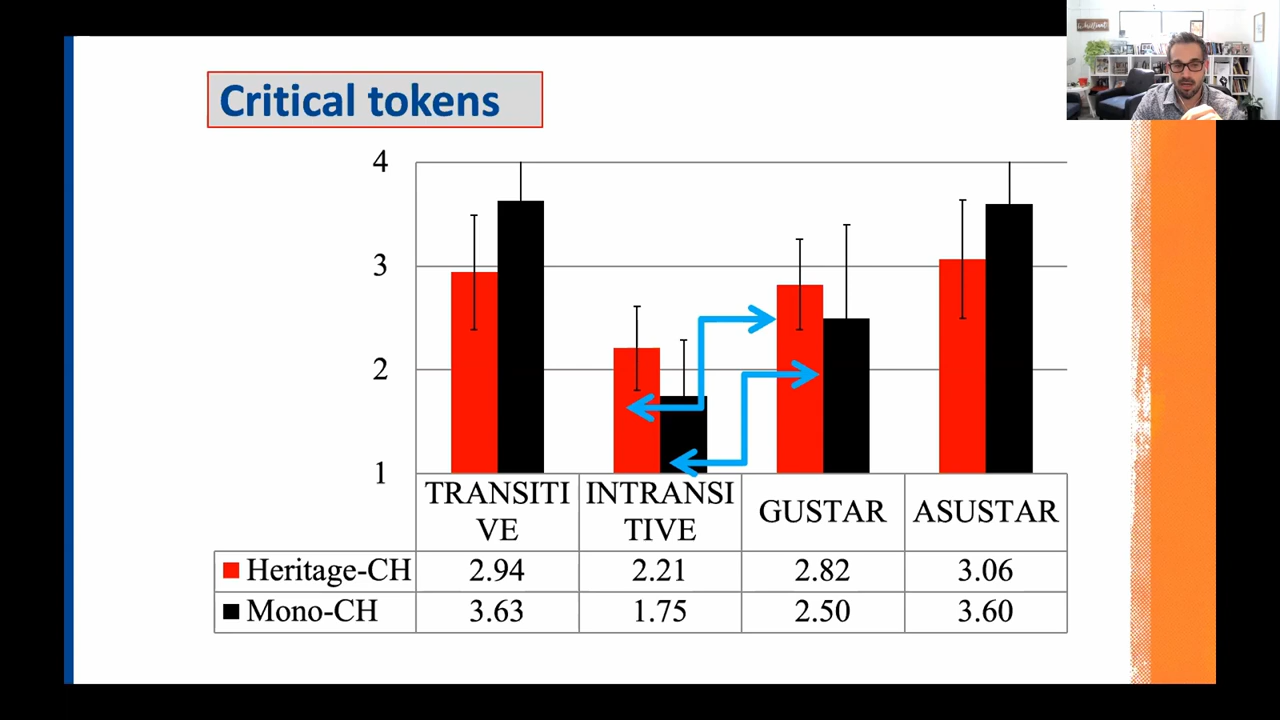 Critical tokens
4
3
2
1
TRANSITI
VE
INTRANSI
TIVE
GUSTAR
ASUSTAR
Heritage-CH 2.94 2.21 2.82 3.06
Mono-CH 3.63 1.75 2.50 3.60